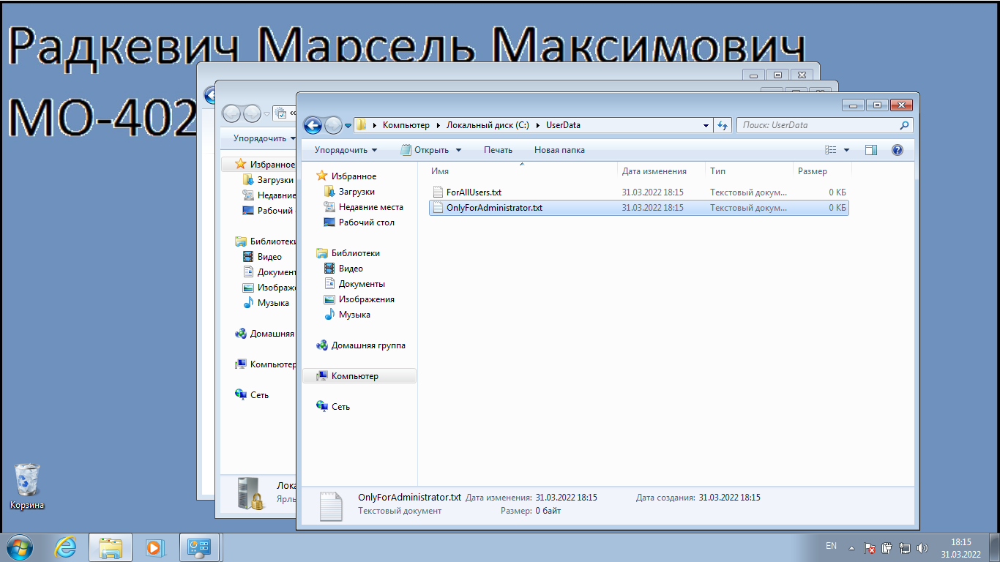 Радкевич Марсель Максимович
МО-402
«
Упорядочить
Избранное
Загрузки
Недавние
Рабочий
Библиотеки
Видео
Документ
Изображе
Музыка
Домашняя
Компьютер
Сеть
Лока
Ярль
Компьютер Локальный диск (C:) UserData
Поиск: UserData
Упорядочить Открыть Печать Новая папка
Избранное
Загрузки
Недавние места
Рабочий стол
Библиотеки
Видео
Документы
Изображения
Музыка
Домашняя группа
Компьютер
Сеть
Имя Дата изменения Тип Размер
ForAllUsers.txt 31.03.2022 18:15 Текстовый докум... 0 КБ
OnlyForAdministrator.txt 31.03.2022 18:15 Текстовый докум... 0 КБ
OnlyForAdministrator.txt Дата изменения: 31.03.2022 18:15 Дата создания: 31.03.2022 18:15
Текстовый документ Размер: 0 байт
Корзина
EN
18:15
31.03.2022